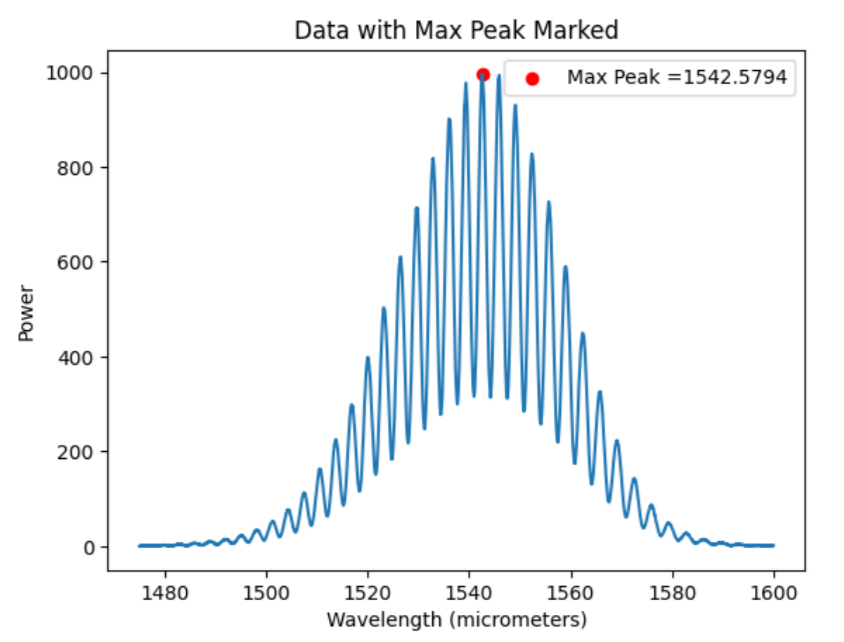 Data with Max Peak Marked
Max Peak =1542.5794
1000
800
600
400
200
0
Power
1480 1500 1520 1540 1560 1580 1600
Wavelength (micrometers)